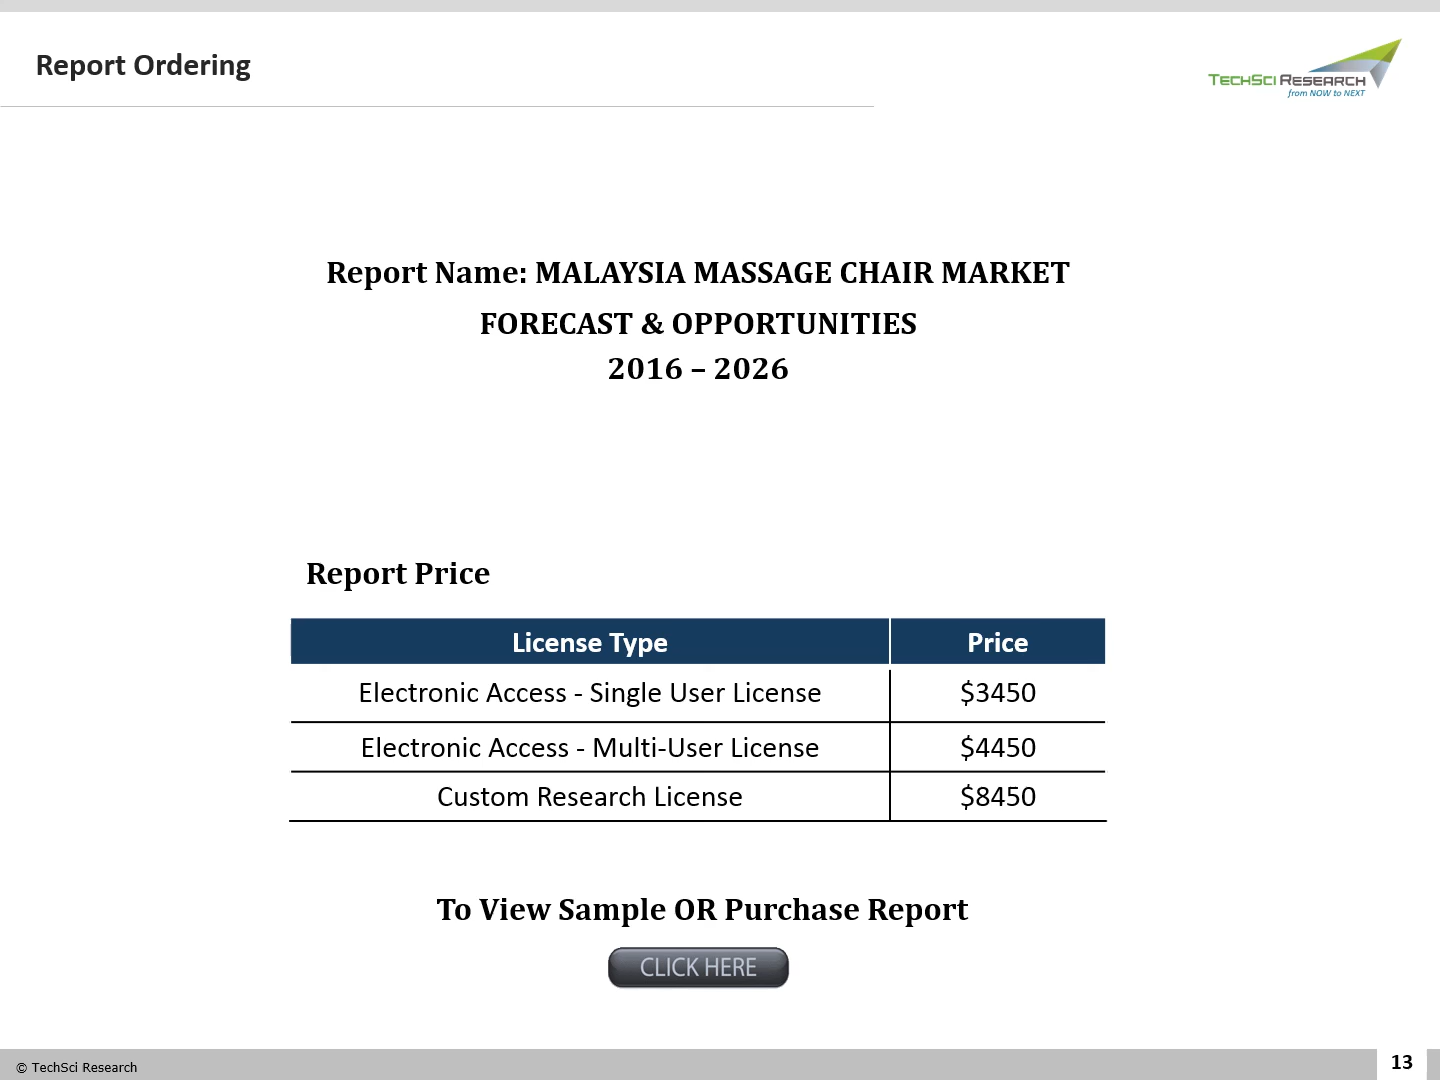 Report Ordering
TECHSCI RESEARCH
from NOW to NEXT
Report Name: MALAYSIA MASSAGE CHAIR MARKET
FORECAST & OPPORTUNITIES
2016 – 2026
Report Price
License Type Price
Electronic Access - Single User License $3450
Electronic Access - Multi-User License $4450
Custom Research License $8450
To View Sample OR Purchase Report
CLICK HERE
© TechSci Research 13